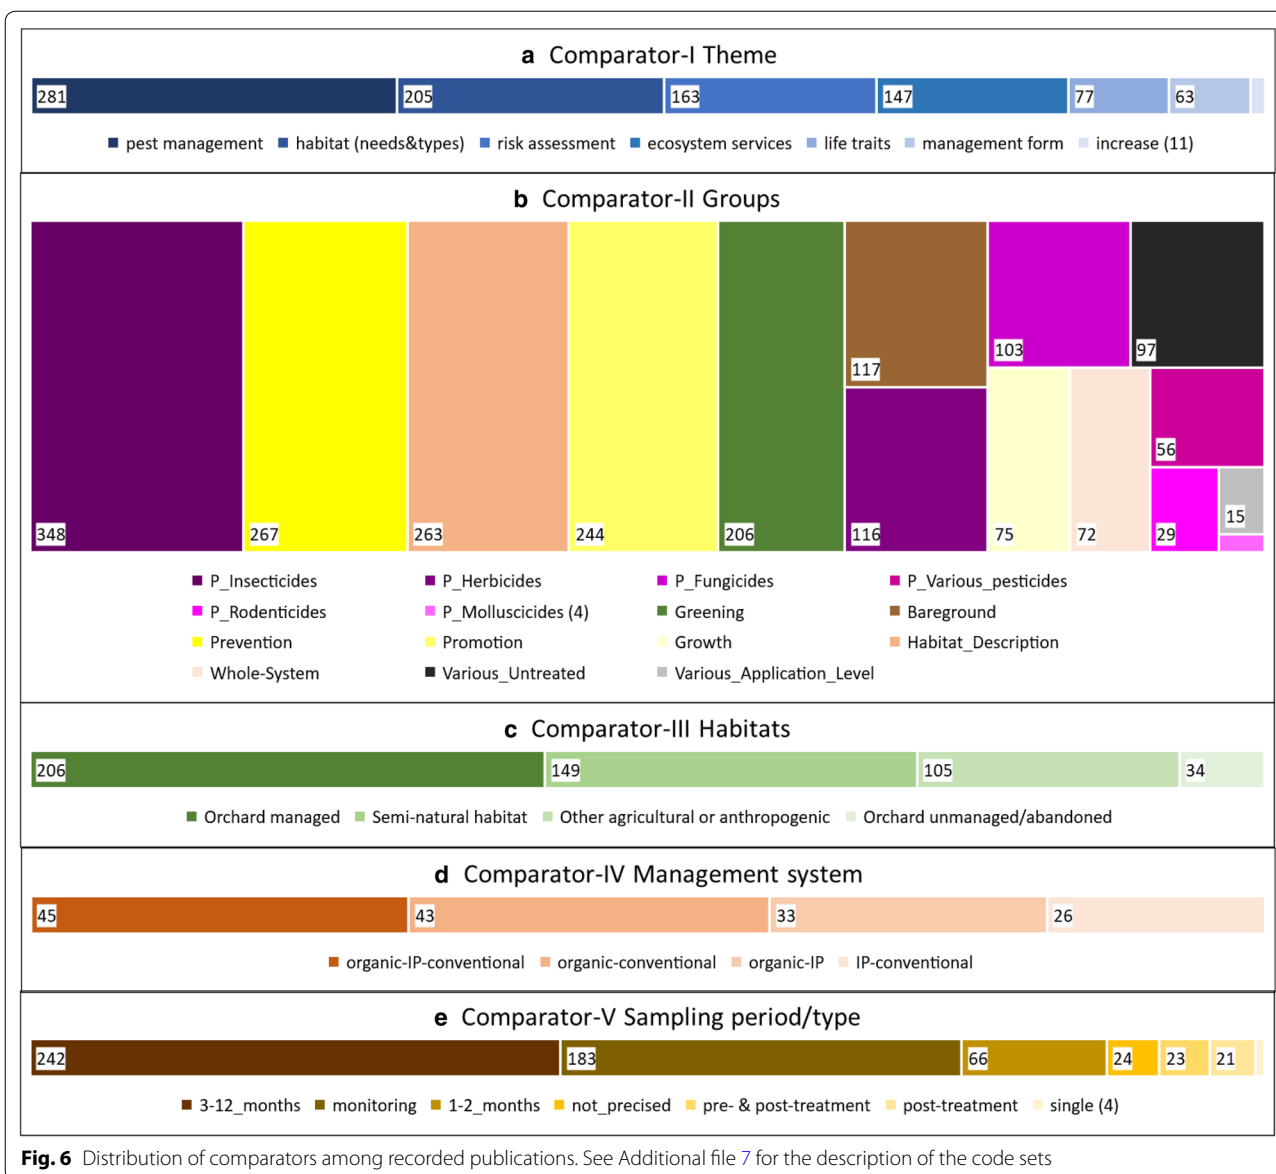 a Comparator-I Theme
281 205 163 147 77 63
pest management habitat (needs&types) risk assessment ecosystem services life traits management form increase (11)
b Comparator-II Groups
103 97
117
56
348 267 263 244 206 116 75 72 29 15
P_Insecticides P_Herbicides P_Fungicides P_Various_pesticides
P_Rodenticides P_Molluscicides (4) Greening Bareground
Prevention Promotion Growth Habitat_Description
Whole-System Various_Untreated Various_Application_Level
c Comparator-III Habitats
206 149 105 34
Orchard managed Semi-natural habitat Other agricultural or anthropogenic Orchard unmanaged/abandoned
d Comparator-IV Management system
45 43 33 26
organic-IP-conventional organic-conventional organic-IP IP-conventional
e Comparator-V Sampling period/type
242 183 66 24 23 21
3-12_months monitoring 1-2_months not_precised pre- & post-treatment post-treatment single (4)
Fig. 6 Distribution of comparators among recorded publications. See Additional file 7 for the description of the code sets